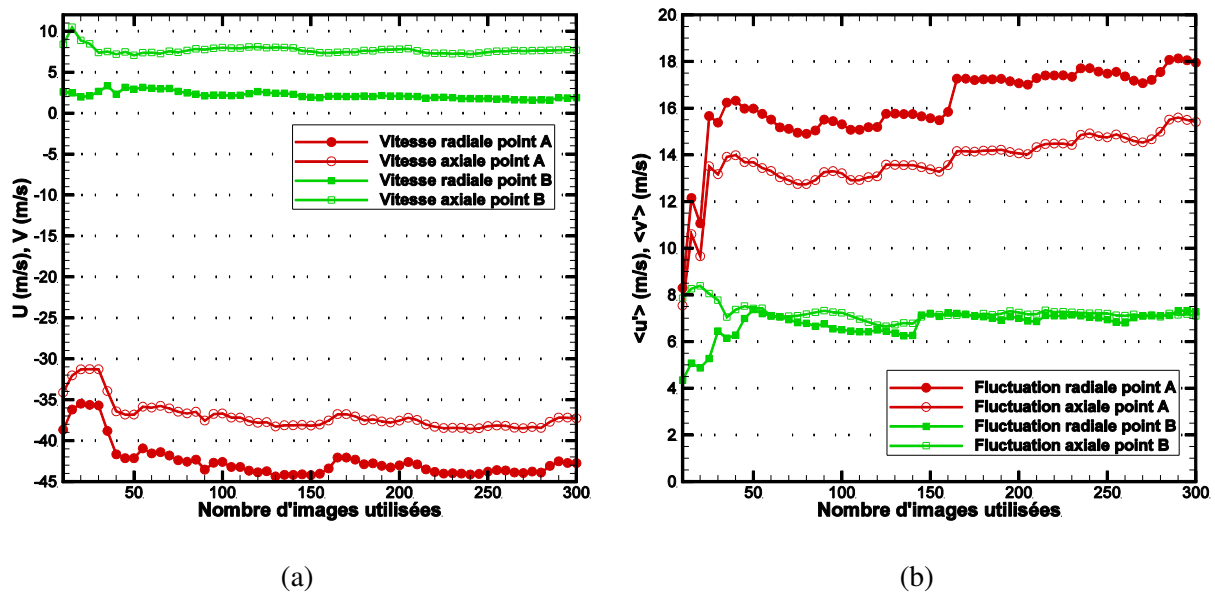 10
5
0
-5
-10
-15
-20
-25
-30
-35
-40
-45
U (m/s), V (m/s)
Vitesse radiale point A
Vitesse axiale point A
Vitesse radiale point B
Vitesse axiale point B
50
100
150
200
250
300
Nombre d'images utilisées
(a)
20
18
16
14
12
10
8
6
4
2
0
<u'> (m/s), <v'> (m/s)
Fluctuation radiale point A
Fluctuation axiale point A
Fluctuation radiale point B
Fluctuation axiale point B
50
100
150
200
250
300
Nombre d'images utilisées
(b)